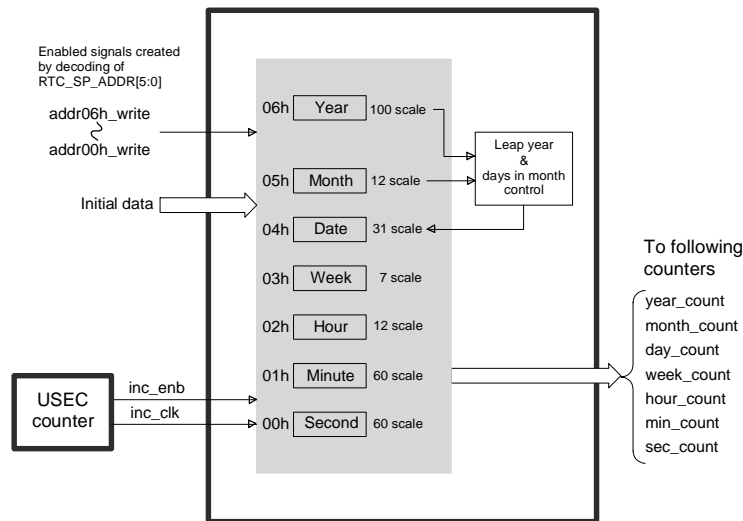 Enabled signals created
by decoding of
RTC_SP_ADDR[5:0]
addr06h_write
addr00h_write
Initial data
USEC
counter
inc_enb
inc_clk
06h Year 100 scale
05h Month 12 scale
04h Date 31 scale
03h Week 7 scale
02h Hour 12 scale
01h Minute 60 scale
00h Second 60 scale
Leap year
&
days in month
control
To following
counters
year_count
month_count
day_count
week_count
hour_count
min_count
sec_count